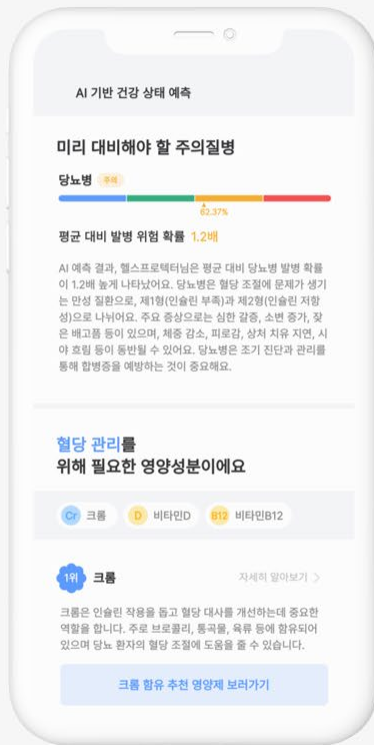 AI 기반 건강 상태 예측
미리 대비해야 할 주의질병
당뇨병 주의
62.37%
평균 대비 발병 위험 확률 1.2배
AI 예측 결과, 헬스프로텍터님은 평균 대비 당뇨병 발병 확률
이 1.2배 높게 나타났어요. 당뇨병은 혈당 조절에 문제가 생기
는 만성 질환으로, 제1형(인슐린 부족)과 제2형(인슐린 저항
성)으로 나뉘어요. 주요 증상으로는 심한 갈증, 소변 증가, 잦
은 배고픔 등이 있으며, 체중 감소, 피로감, 상처 치유 지연, 시
야 흐림 등이 동반될 수 있어요. 당뇨병은 조기 진단과 관리를
통해 합병증을 예방하는 것이 중요해요.
혈당 관리를
위해 필요한 영양성분이에요
Cr 크롬 D 비타민D B12 비타민B12
1위 크롬 자세히 알아보기 >
크롬은 인슐린 작용을 돕고 혈당 대사를 개선하는데 중요한
역할을 합니다. 주로 브로콜리, 통곡물, 육류 등에 함유되어
있으며 당뇨 환자의 혈당 조절에 도움을 줄 수 있습니다.
크롬 함유 추천 영양제 보러가기